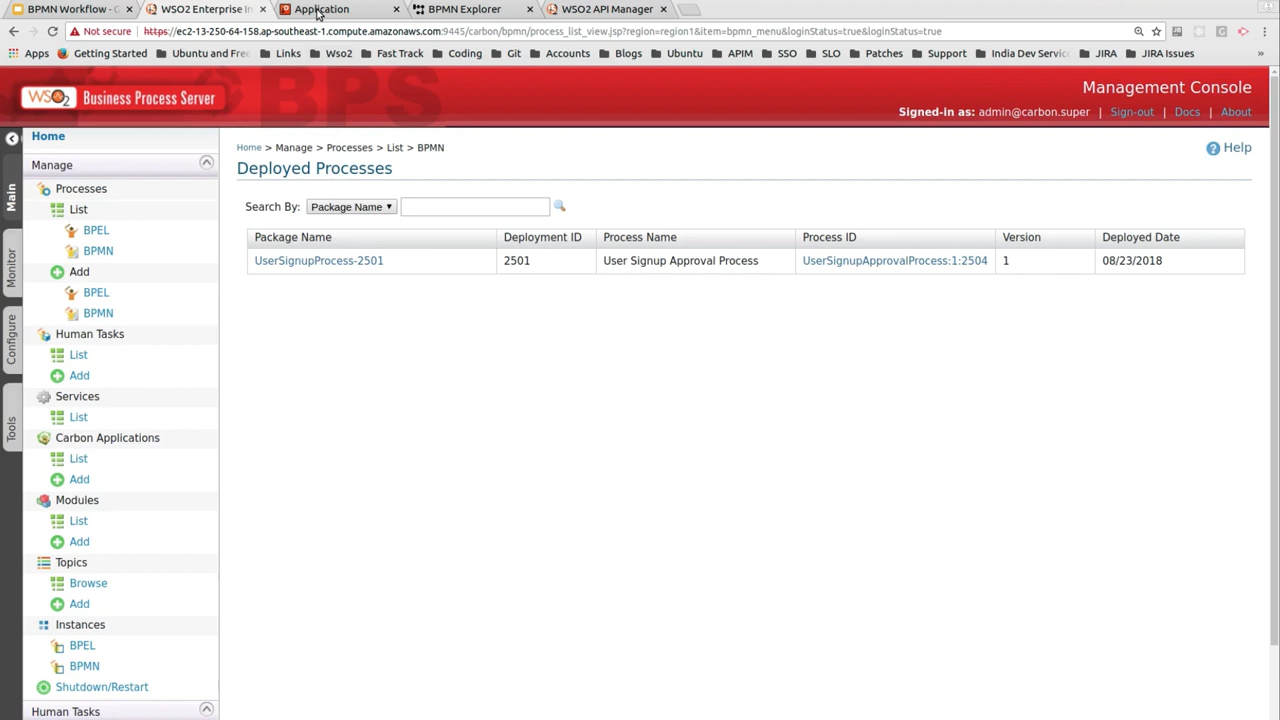 BPMN Workflow - G
WSO2 Enterprise In
Application
BPMN Explorer
WSO2 API Manager
Not secure https://ec2-13-250-64-158.ap-southeast-1.compute.amazonaws.com:9445/carbon/bpmn/process_list_view.jsp?region=region1&item=bpmn_menu&loginStatus=true&loginStatus=true
Apps Getting Started Ubuntu and Free Links Wso2 Fast Track Coding Git Accounts Blogs Ubuntu APIM SSO SLO Patches Support India Dev Service JIRA JIRA Issues
BPS
WSO2 Business Process Server
Management Console
Signed-in as: admin@carbon.super | Sign-out | Docs | About
Main
Monitor
Configure
Tools
Home
Manage
Processes
List
BPEL
BPMN
Add
BPEL
BPMN
Human Tasks
List
Add
Services
List
Carbon Applications
List
Add
Modules
List
Add
Topics
Browse
Add
Instances
BPEL
BPMN
Shutdown/Restart
Human Tasks
Home > Manage > Processes > List > BPMN
Help
Deployed Processes
Search By: Package Name
Package Name Deployment ID Process Name Process ID Version Deployed Date
UserSignupProcess-2501 2501 User Signup Approval Process UserSignupApprovalProcess:1:2504 1 08/23/2018